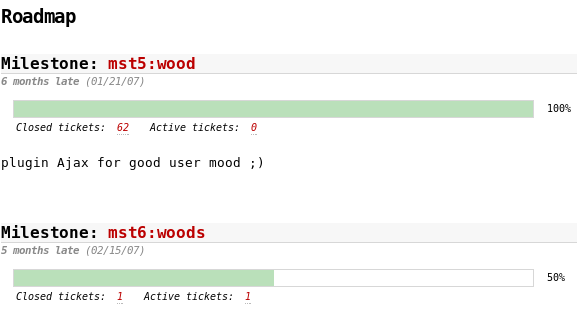 Roadmap
Milestone: mst5:wood
6 months late (01/21/07)
100%
Closed tickets: 62 Active tickets: 0
plugin Ajax for good user mood ;)
Milestone: mst6:woods
5 months late (02/15/07)
50%
Closed tickets: 1 Active tickets: 1